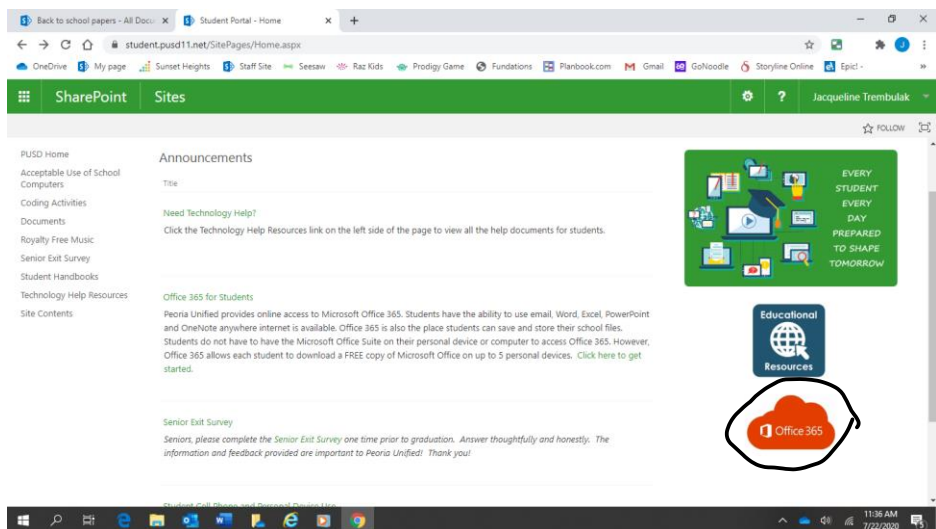 Back to school papers - All Docu
Student Portal - Home
student.pusd11.net/SitePages/Home.aspx
OneDrive My page Sunset Heights Staff Site Seesaw Raz Kids Prodigy Game Fundations Planbook.com Gmail GoNoodle Storyline Online Epic! -
SharePoint Sites
Jacqueline Trembulak
FOLLOW
PUSD Home
Acceptable Use of School
Computers
Coding Activities
Documents
Royalty Free Music
Senior Exit Survey
Student Handbooks
Technology Help Resources
Site Contents
Announcements
Title
Need Technology Help?
Click the Technology Help Resources link on the left side of the page to view all the help documents for students.
Office 365 for Students
Peoria Unified provides online access to Microsoft Office 365. Students have the ability to use email, Word, Excel, PowerPoint
and OneNote anywhere internet is available. Office 365 is also the place students can save and store their school files.
Students do not have to have the Microsoft Office Suite on their personal device or computer to access Office 365. However,
Office 365 allows each student to download a FREE copy of Microsoft Office on up to 5 personal devices. Click here to get
started.
Senior Exit Survey
Seniors, please complete the Senior Exit Survey one time prior to graduation. Answer thoughtfully and honestly. The
information and feedback provided are important to Peoria Unified! Thank you!
Student Cell Phone and Personal Device Use
EVERY
STUDENT
EVERY
DAY
PREPARED
TO SHAPE
TOMORROW
Educational
Resources
Office 365
11:36 AM
7/22/2020